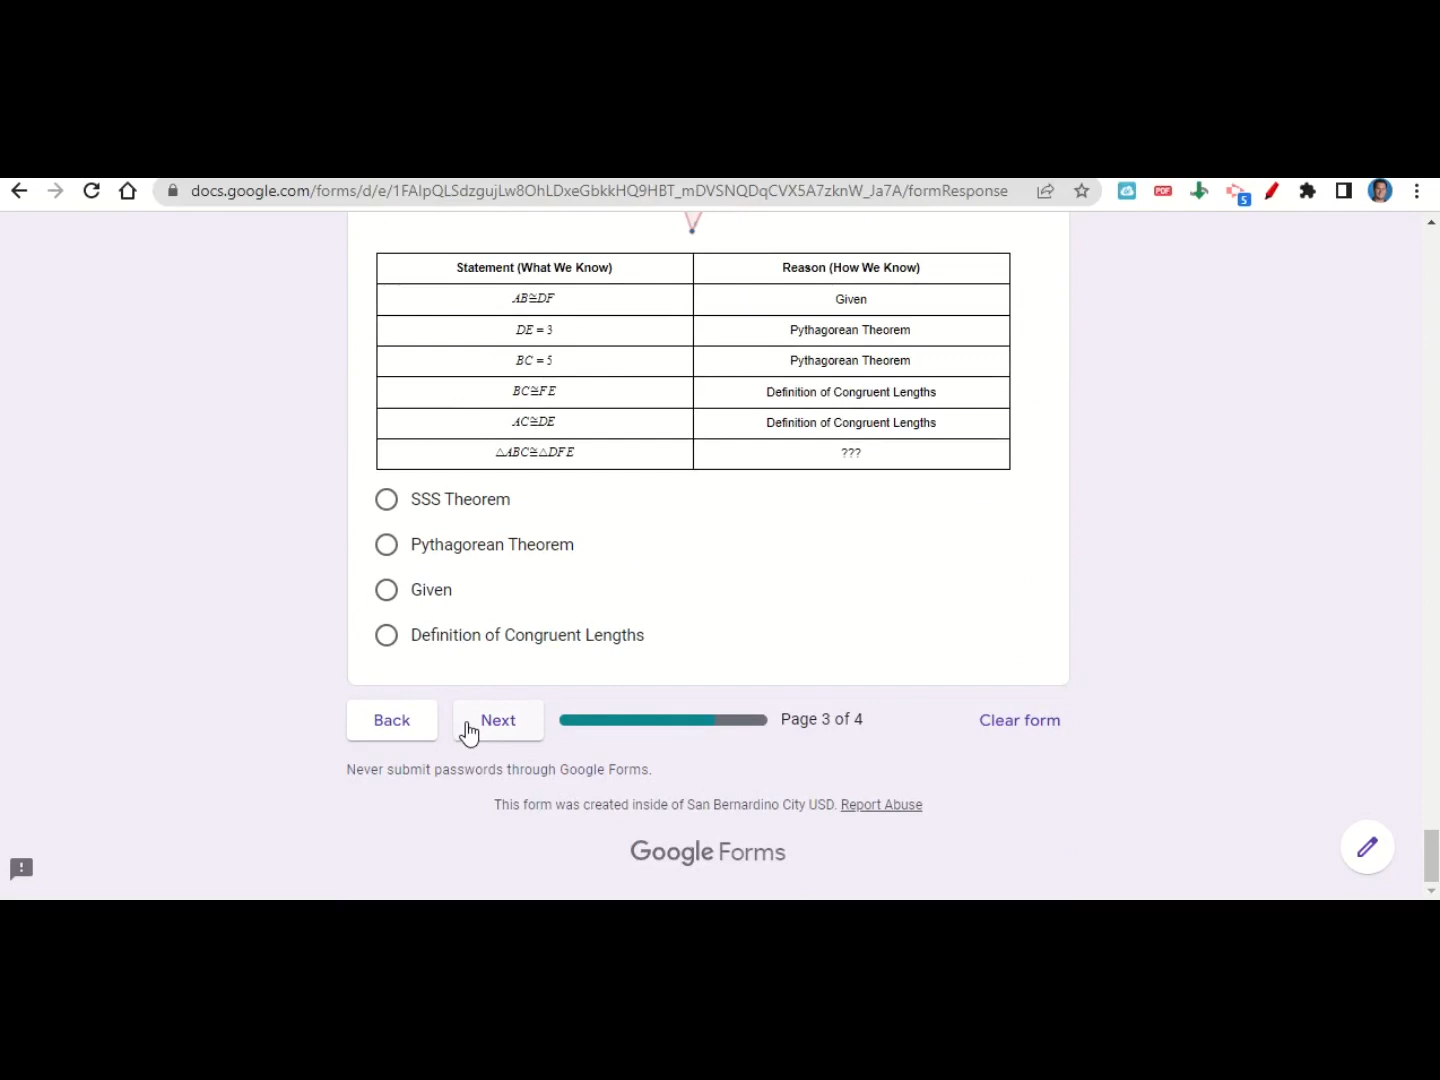 docs.google.com/forms/d/e/1FAIpQLSdzgujLw8OhLDxeGbkkHQ9HBT_mDVSNQDqCVX5A7zknW_Ja7A/formResponse
PDF
5
Statement (What We Know) Reason (How We Know)
AB≅DF Given
DE = 3 Pythagorean Theorem
BC = 5 Pythagorean Theorem
BC≅FE Definition of Congruent Lengths
AC≅DE Definition of Congruent Lengths
△ABC≅△DFE ???
SSS Theorem
Pythagorean Theorem
Given
Definition of Congruent Lengths
Back Next Page 3 of 4 Clear form
Never submit passwords through Google Forms.
This form was created inside of San Bernardino City USD. Report Abuse
Google Forms